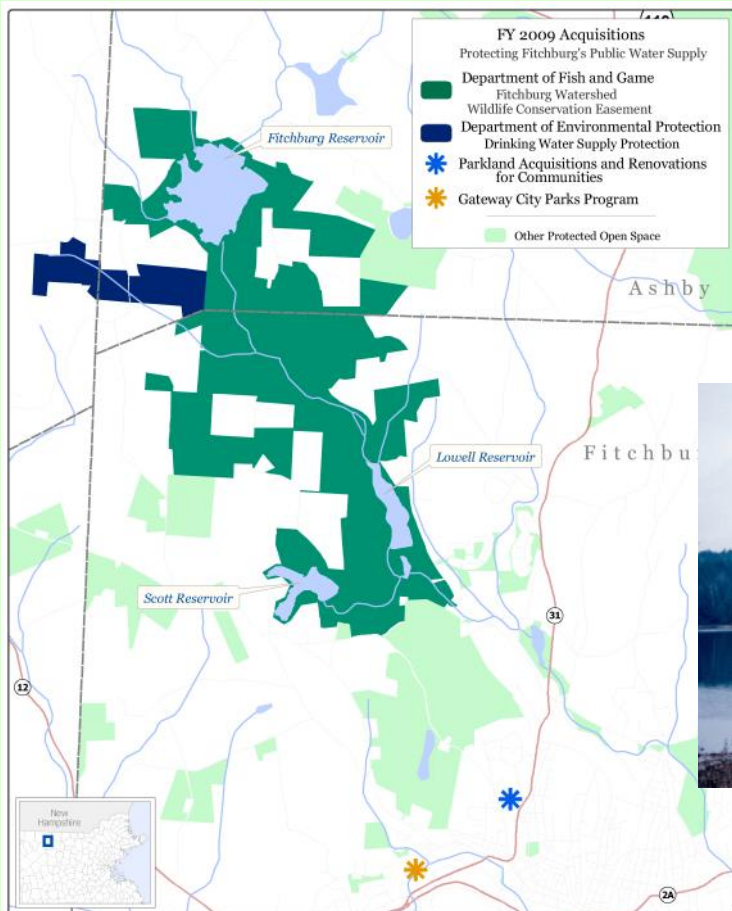 FY 2009 Acquisitions
Protecting Fitchburg's Public Water Supply
Department of Fish and Game
Fitchburg Watershed
Wildlife Conservation Easement
Department of Environmental Protection
Drinking Water Supply Protection
Parkland Acquisitions and Renovations
for Communities
Gateway City Parks Program
Other Protected Open Space
Fitchburg Reservoir
Ashby
Lowell Reservoir
Fitchbu
Scott Reservoir
31
12
New
Hampshire
2A